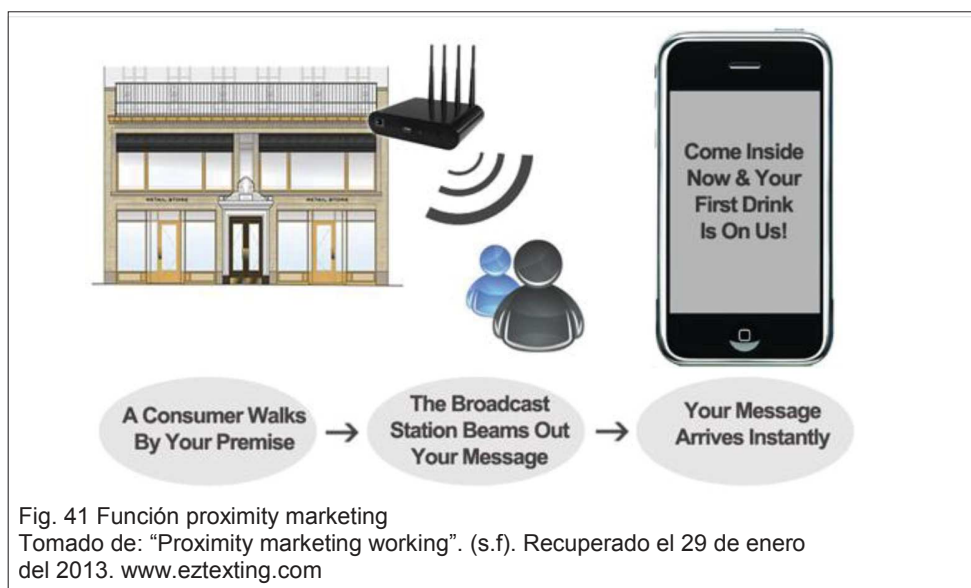 RETAIL STORE
RETAIL STORE
Come Inside
Now & Your
First Drink
Is On Us!
A Consumer Walks
By Your Premise
→
The Broadcast
Station Beams Out
Your Message
→
Your Message
Arrives Instantly
Fig. 41 Función proximity marketing
Tomado de: “Proximity marketing working”. (s.f). Recuperado el 29 de enero
del 2013. www.eztexting.com